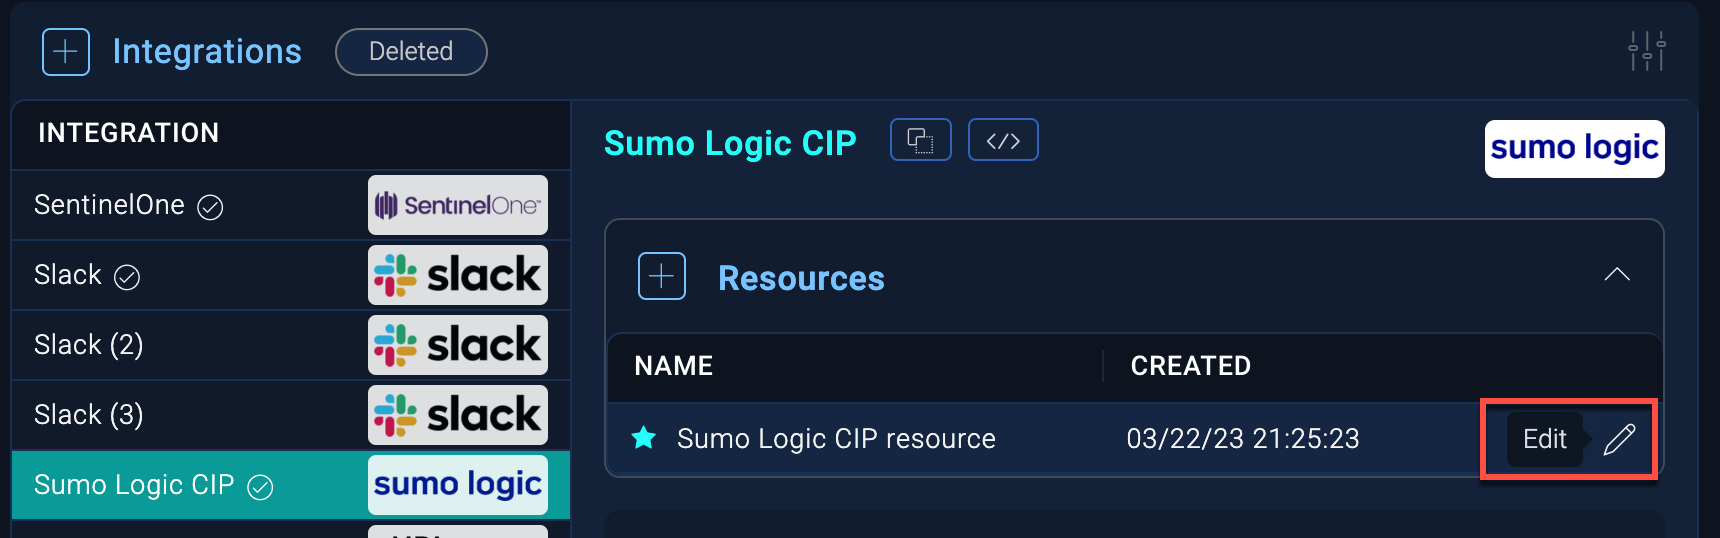 Integrations
Deleted
INTEGRATION
SentinelOne
SentinelOne™
Slack
slack
Slack (2)
slack
Slack (3)
slack
Sumo Logic CIP
sumo logic
Sumo Logic CIP
</>
sumo logic
Resources
NAME CREATED
Sumo Logic CIP resource 03/22/23 21:25:23 Edit